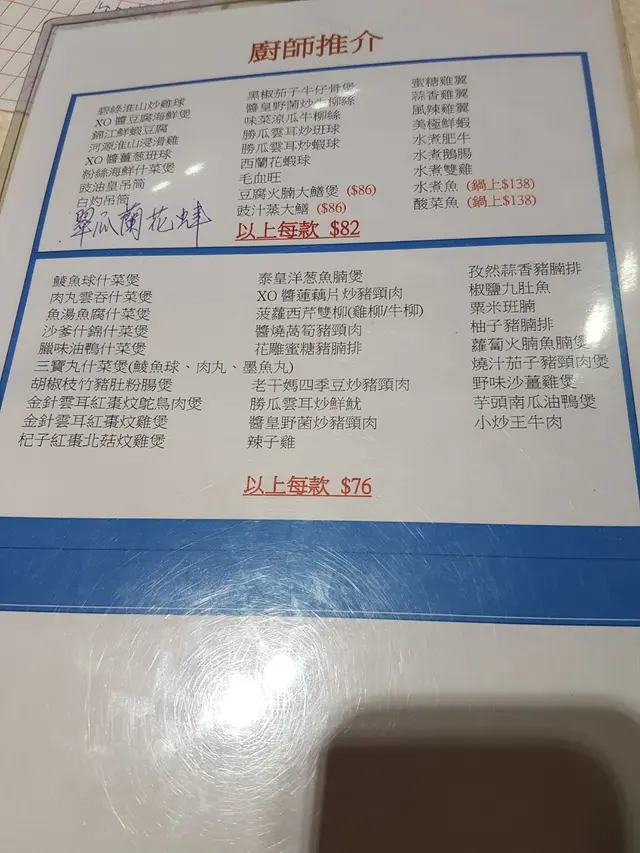 廚師推介
碧綠淮山炒雞球
XO 醬豆腐海鮮煲
錦江鮮蝦豆腐
河源淮山浸滑雞
XO 醬薑葱班球
粉絲海鮮什菜煲
豉油皇吊筒
白灼吊筒
翠瓜蘭花蚌
黑椒茄子牛仔骨煲
醬皇野菌炒牛柳絲
味菜涼瓜牛柳絲
勝瓜雲耳炒班球
勝瓜雲耳炒蝦球
西蘭花蝦球
毛血旺
豆腐火腩大鱔煲 ($86)
豉汁蒸大鱔 ($86)
蜜糖雞翼
蒜香雞翼
風辣雞翼
美極鮮蝦
水煮肥牛
水煮鵝腸
水煮雙雞
水煮魚 (鍋上$138)
酸菜魚 (鍋上$138)
以上每款 $82
鯪魚球什菜煲
肉丸雲吞什菜煲
魚湯魚腐什菜煲
沙爹什錦什菜煲
臘味油鴨什菜煲
三寶丸什菜煲(鯪魚球、肉丸、墨魚丸)
胡椒枝竹豬肚粉腸煲
金針雲耳紅棗炆鴕鳥肉煲
金針雲耳紅棗炆雞煲
杞子紅棗北菇炆雞煲
泰皇洋葱魚腩煲
XO 醬蓮藕片炒豬頸肉
菠蘿西芹雙柳(雞柳/牛柳)
醬燒萬筍豬頸肉
花雕蜜糖豬腩排
老干媽四季豆炒豬頸肉
勝瓜雲耳炒鮮魷
醬皇野菌炒豬頸肉
辣子雞
孜然蒜香豬腩排
椒鹽九肚魚
粟米班腩
柚子豬腩排
蘿蔔火腩魚腩煲
燒汁茄子豬頸肉煲
野味沙薑雞煲
芋頭南瓜油鴨煲
小炒王牛肉
以上每款 $76